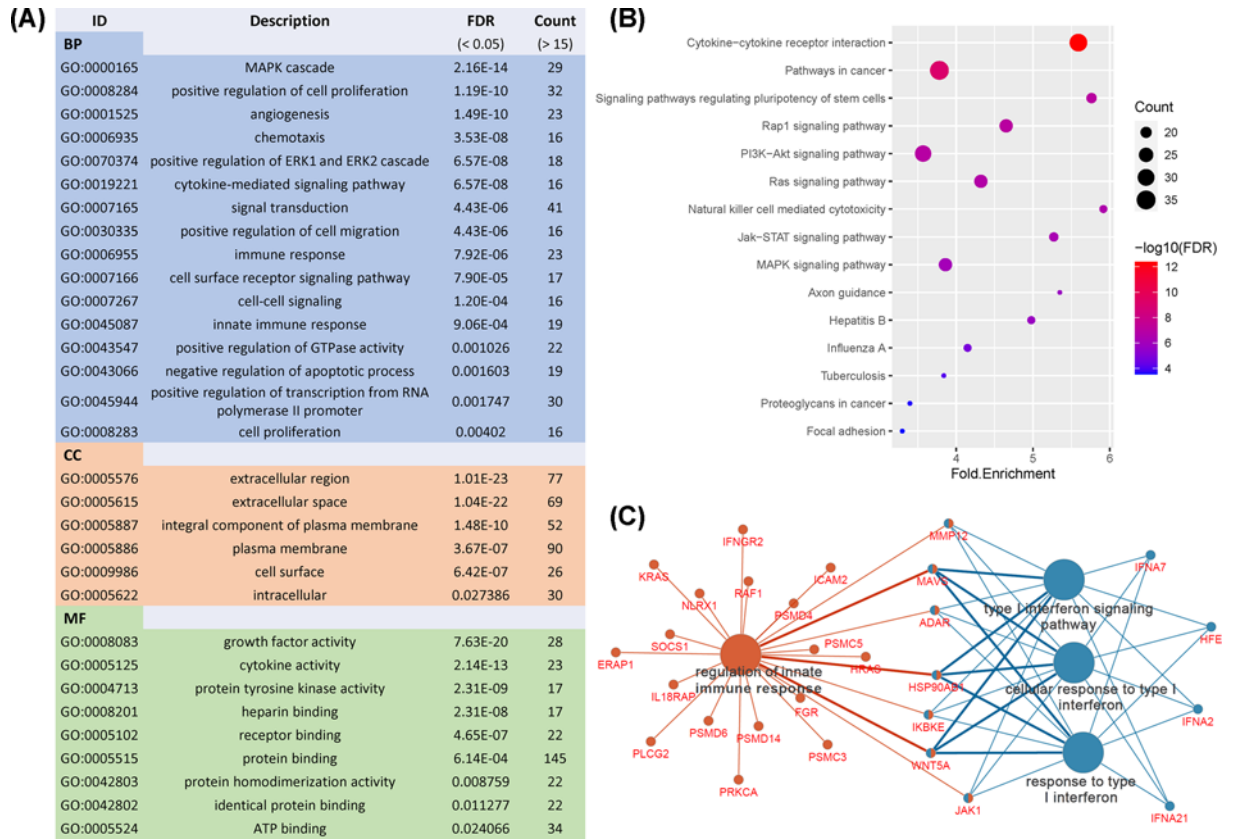 (A)
ID Description FDR Count
BP (< 0.05) (> 15)
GO:0000165 MAPK cascade 2.16E-14 29
GO:0008284 positive regulation of cell proliferation 1.19E-10 32
GO:0001525 angiogenesis 1.49E-10 23
GO:0006935 chemotaxis 3.53E-08 16
GO:0070374 positive regulation of ERK1 and ERK2 cascade 6.57E-08 18
GO:0019221 cytokine-mediated signaling pathway 6.57E-08 16
GO:0007165 signal transduction 4.43E-06 41
GO:0030335 positive regulation of cell migration 4.43E-06 16
GO:0006955 immune response 7.92E-06 23
GO:0007166 cell surface receptor signaling pathway 7.90E-05 17
GO:0007267 cell-cell signaling 1.20E-04 16
GO:0045087 innate immune response 9.06E-04 19
GO:0043547 positive regulation of GTPase activity 0.001026 22
GO:0043066 negative regulation of apoptotic process 0.001603 19
GO:0045944 positive regulation of transcription from RNA polymerase II promoter 0.001747 30
GO:0008283 cell proliferation 0.00402 16
CC
GO:0005576 extracellular region 1.01E-23 77
GO:0005615 extracellular space 1.04E-22 69
GO:0005887 integral component of plasma membrane 1.48E-10 52
GO:0005886 plasma membrane 3.67E-07 90
GO:0009986 cell surface 6.42E-07 26
GO:0005622 intracellular 0.027386 30
MF
GO:0008083 growth factor activity 7.63E-20 28
GO:0005125 cytokine activity 2.14E-13 23
GO:0004713 protein tyrosine kinase activity 2.31E-09 17
GO:0008201 heparin binding 2.31E-08 17
GO:0005102 receptor binding 4.65E-07 22
GO:0005515 protein binding 6.14E-04 145
GO:0042803 protein homodimerization activity 0.008759 22
GO:0042802 identical protein binding 0.011277 22
GO:0005524 ATP binding 0.024066 34
(B)
Cytokine-cytokine receptor interaction
Pathways in cancer
Signaling pathways regulating pluripotency of stem cells
Rap1 signaling pathway
PI3K-Akt signaling pathway
Ras signaling pathway
Natural killer cell mediated cytotoxicity
Jak-STAT signaling pathway
MAPK signaling pathway
Axon guidance
Hepatitis B
Influenza A
Tuberculosis
Proteoglycans in cancer
Focal adhesion
4 5 6
Fold.Enrichment
Count
20
25
30
35
-log10(FDR)
12
10
8
6
4
(C)
IFNGR2
KRAS
ICAM2
NLRX1
RAF1
PSMD4
SOCS1
PSMC5
ERAP1
HRAS
regulation of innate
immune response
IL18RAP
FGR
PSMD6
PSMD14
PLCG2
PSMC3
PRKCA
MMP12
MAVS
ADAR
HSP90AB1
IKBKE
WNT5A
JAK1
type I interferon signaling
pathway
cellular response to type I
interferon
response to type
I interferon
IFNA7
HFE
IFNA2
IFNA21